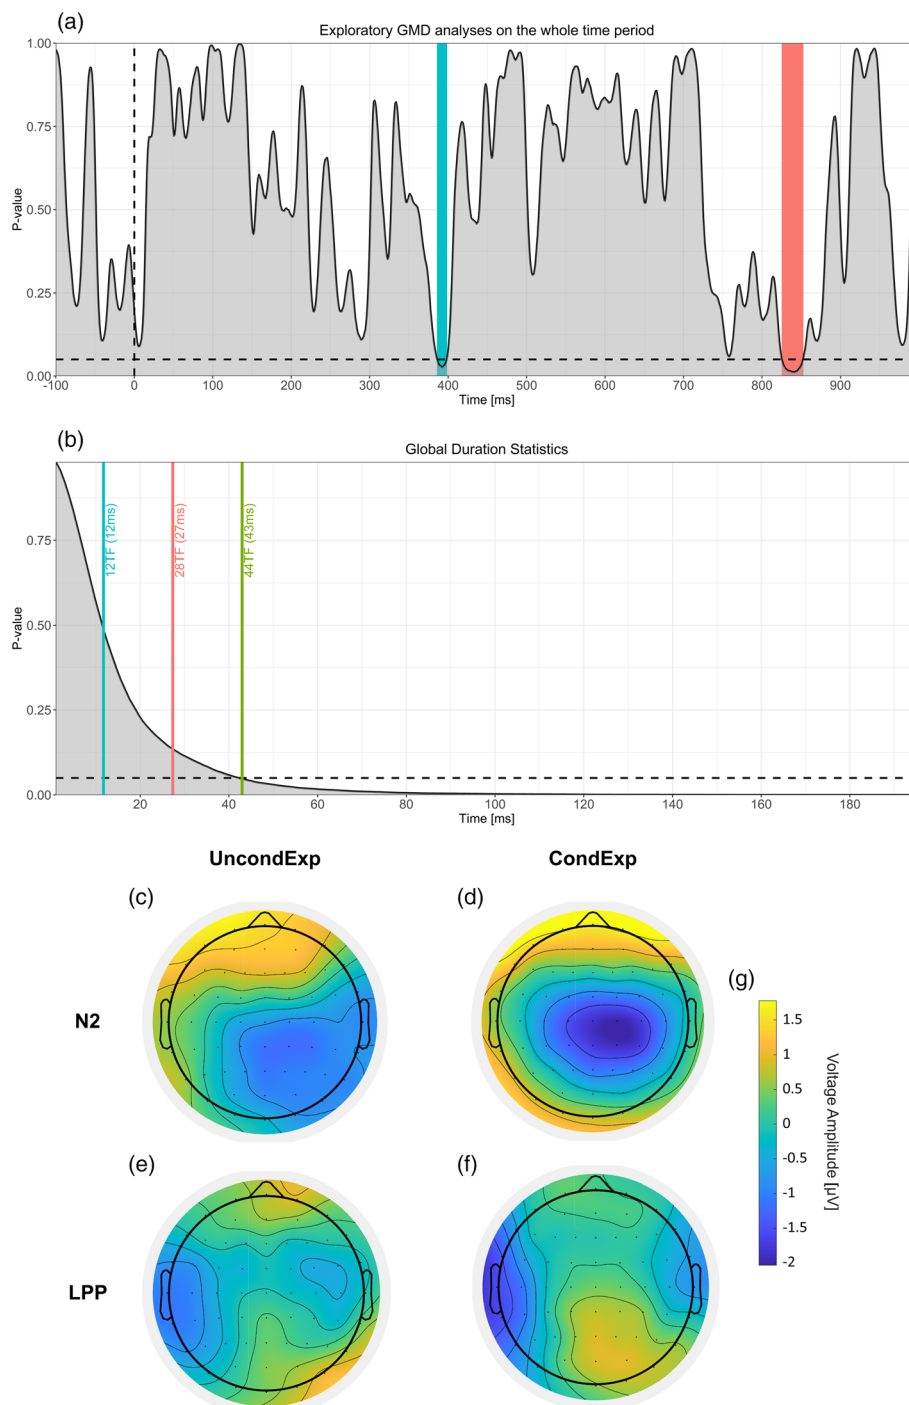 (a)
Exploratory GMD analyses on the whole time period
1.00
0.75
0.50
0.25
0.00
P-value
-100 0 100 200 300 400 500 600 700 800 900
Time [ms]
(b)
Global Duration Statistics
0.75
0.50
0.25
0.00
P-value
12TF (12ms)
28TF (27ms)
44TF (43ms)
20 40 60 80 100 120 140 160 180
Time [ms]
UncondExp CondExp
(c) (d)
N2
(g)
1.5
1
0.5
0
-0.5
-1
-1.5
-2
Voltage Amplitude [μV]
(e) (f)
LPP